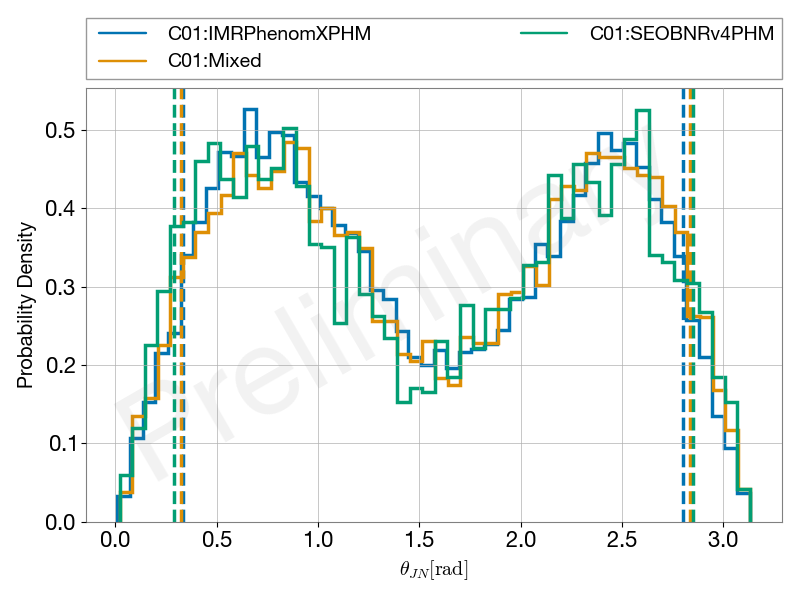 C01:IMRPhenomXPHM
C01:Mixed
C01:SEOBNRv4PHM
Probability Density
0.5
0.4
0.3
0.2
0.1
0.0
Preliminary
0.0 0.5 1.0 1.5 2.0 2.5 3.0
θ_JN[rad]